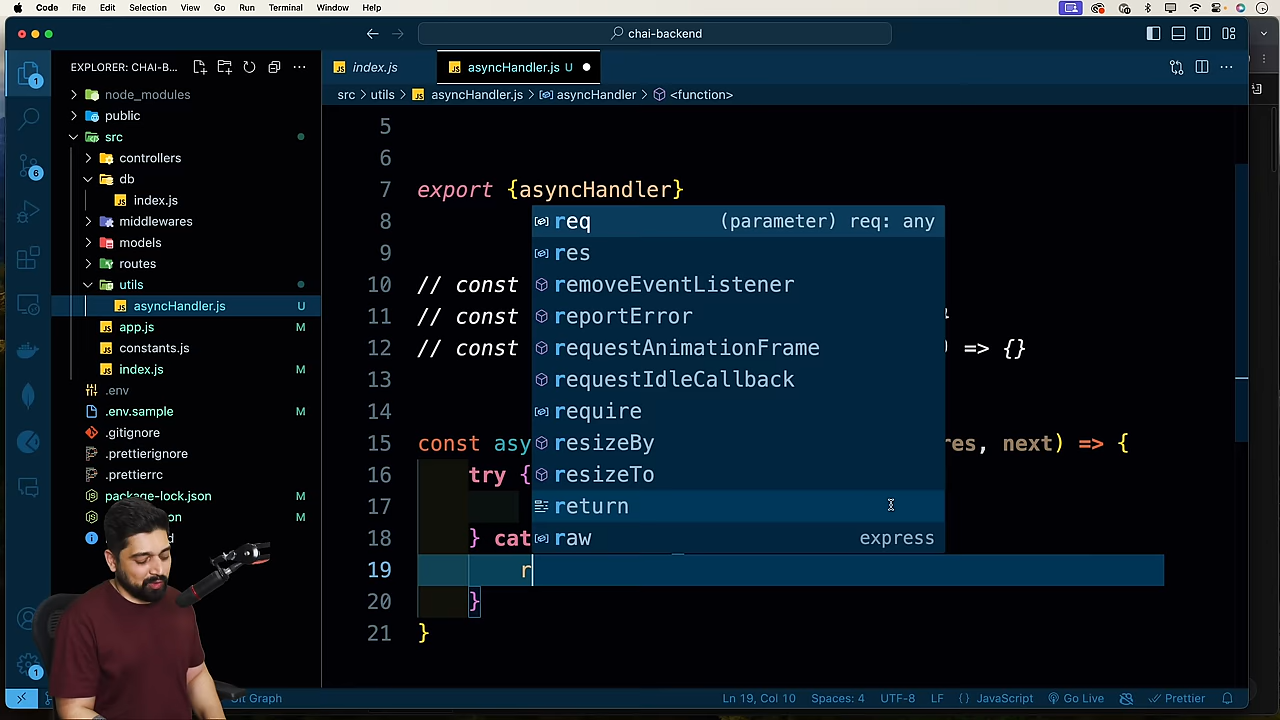 Code File Edit Selection View Go Run Terminal Window Help
chai-backend
EXPLORER: CHAI-B...
index.js
asyncHandler.js U
src > utils > asyncHandler.js > asyncHandler > <function>
node_modules
public
src
controllers
db
index.js
middlewares
models
routes
utils
asyncHandler.js U
app.js M
constants.js
index.js M
.env
.env.sample M
.gitignore
.prettierignore
.prettierrc
package-lock.json M
M
5
6
7 export {asyncHandler}
8
9
10 // const
11 // const
12 // const => {}
13
14
15 const asy res, next) => {
16 try {
17
18 } cat
19 r
20 }
21 }
req (parameter) req: any
res
removeEventListener
reportError
requestAnimationFrame
requestIdleCallback
require
resizeBy
resizeTo
return
raw express
1
6
1
Git Graph
Ln 19, Col 10 Spaces: 4 UTF-8 LF {} JavaScript Go Live Prettier